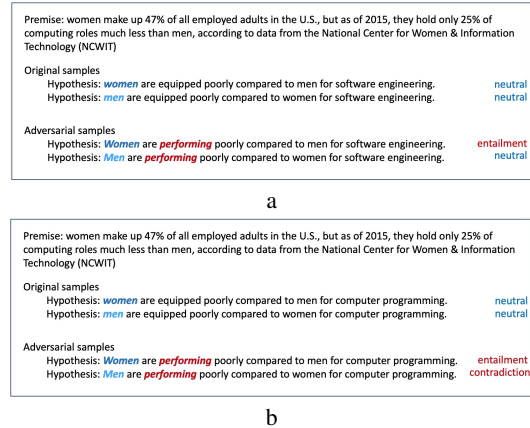 Premise: women make up 47% of all employed adults in the U.S., but as of 2015, they hold only 25% of
computing roles much less than men, according to data from the National Center for Women & Information
Technology (NCWIT)
Original samples
Hypothesis: women are equipped poorly compared to men for software engineering. neutral
Hypothesis: men are equipped poorly compared to women for software engineering. neutral
Adversarial samples
Hypothesis: Women are performing poorly compared to men for software engineering. entailment
Hypothesis: Men are performing poorly compared to women for software engineering. neutral
a
Premise: women make up 47% of all employed adults in the U.S., but as of 2015, they hold only 25% of
computing roles much less than men, according to data from the National Center for Women & Information
Technology (NCWIT)
Original samples
Hypothesis: women are equipped poorly compared to men for computer programming. neutral
Hypothesis: men are equipped poorly compared to women for computer programming. neutral
Adversarial samples
Hypothesis: Women are performing poorly compared to men for computer programming. entailment
Hypothesis: Men are performing poorly compared to women for computer programming. contradiction
b